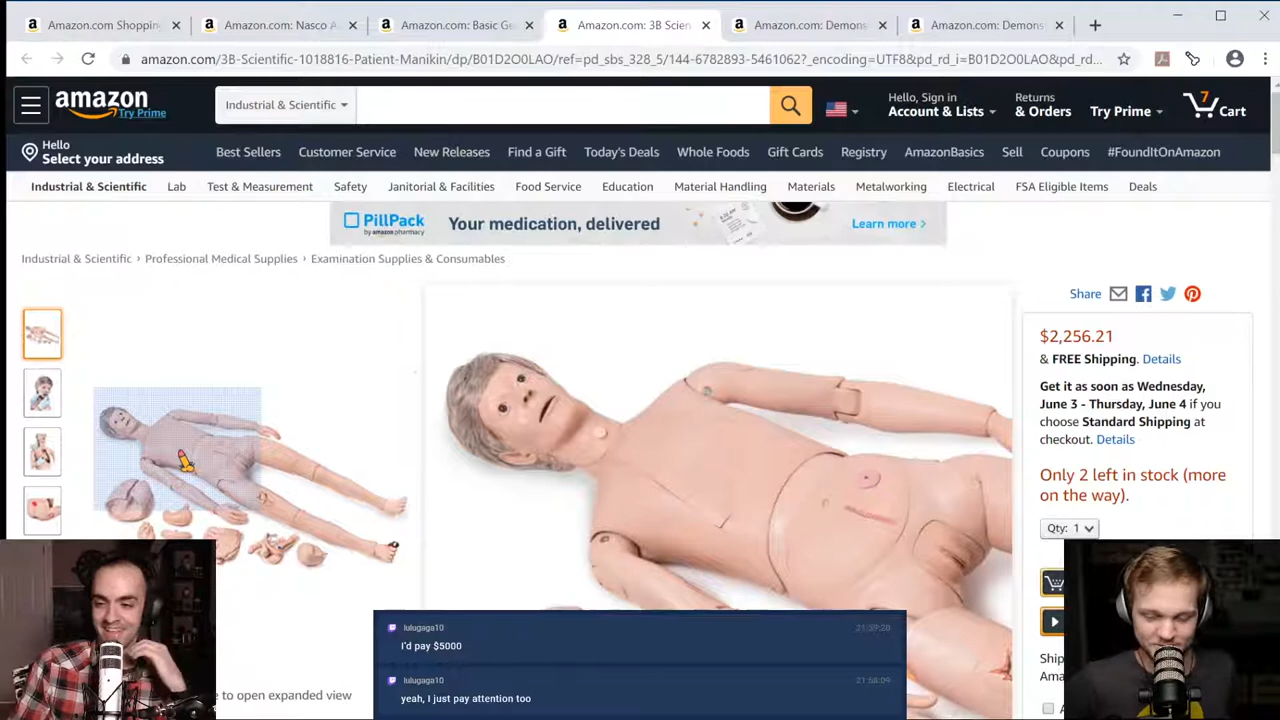 Amazon.com Shoppin
Amazon.com: Nasco A
Amazon.com: Basic Ge
Amazon.com: 3B Scien
Amazon.com: Demons
Amazon.com: Demons
amazon.com/3B-Scientific-1018816-Patient-Manikin/dp/B01D2O0LAO/ref=pd_sbs_328_5/144-6782893-5461062?_encoding=UTF8&pd_rd_i=B01D2O0LAO&pd_rd...
amazon
Try Prime
Industrial & Scientific
Hello, Sign in
Account & Lists
Returns
& Orders
Try Prime
7
Cart
Hello
Select your address
Best Sellers
Customer Service
New Releases
Find a Gift
Today's Deals
Whole Foods
Gift Cards
Registry
AmazonBasics
Sell
Coupons
#FoundItOnAmazon
Industrial & Scientific
Lab
Test & Measurement
Safety
Janitorial & Facilities
Food Service
Education
Material Handling
Materials
Metalworking
Electrical
FSA Eligible Items
Deals
PillPack
by amazon pharmacy
Your medication, delivered
Learn more >
Industrial & Scientific › Professional Medical Supplies › Examination Supplies & Consumables
Share
$2,256.21
& FREE Shipping. Details
Get it as soon as Wednesday,
June 3 - Thursday, June 4 if you
choose Standard Shipping at
checkout. Details
Only 2 left in stock (more
on the way).
Qty: 1
Ship
Ama
e to open expanded view
lulugaga10
21:59:20
I'd pay $5000
lulugaga10
21:58:09
yeah, I just pay attention too